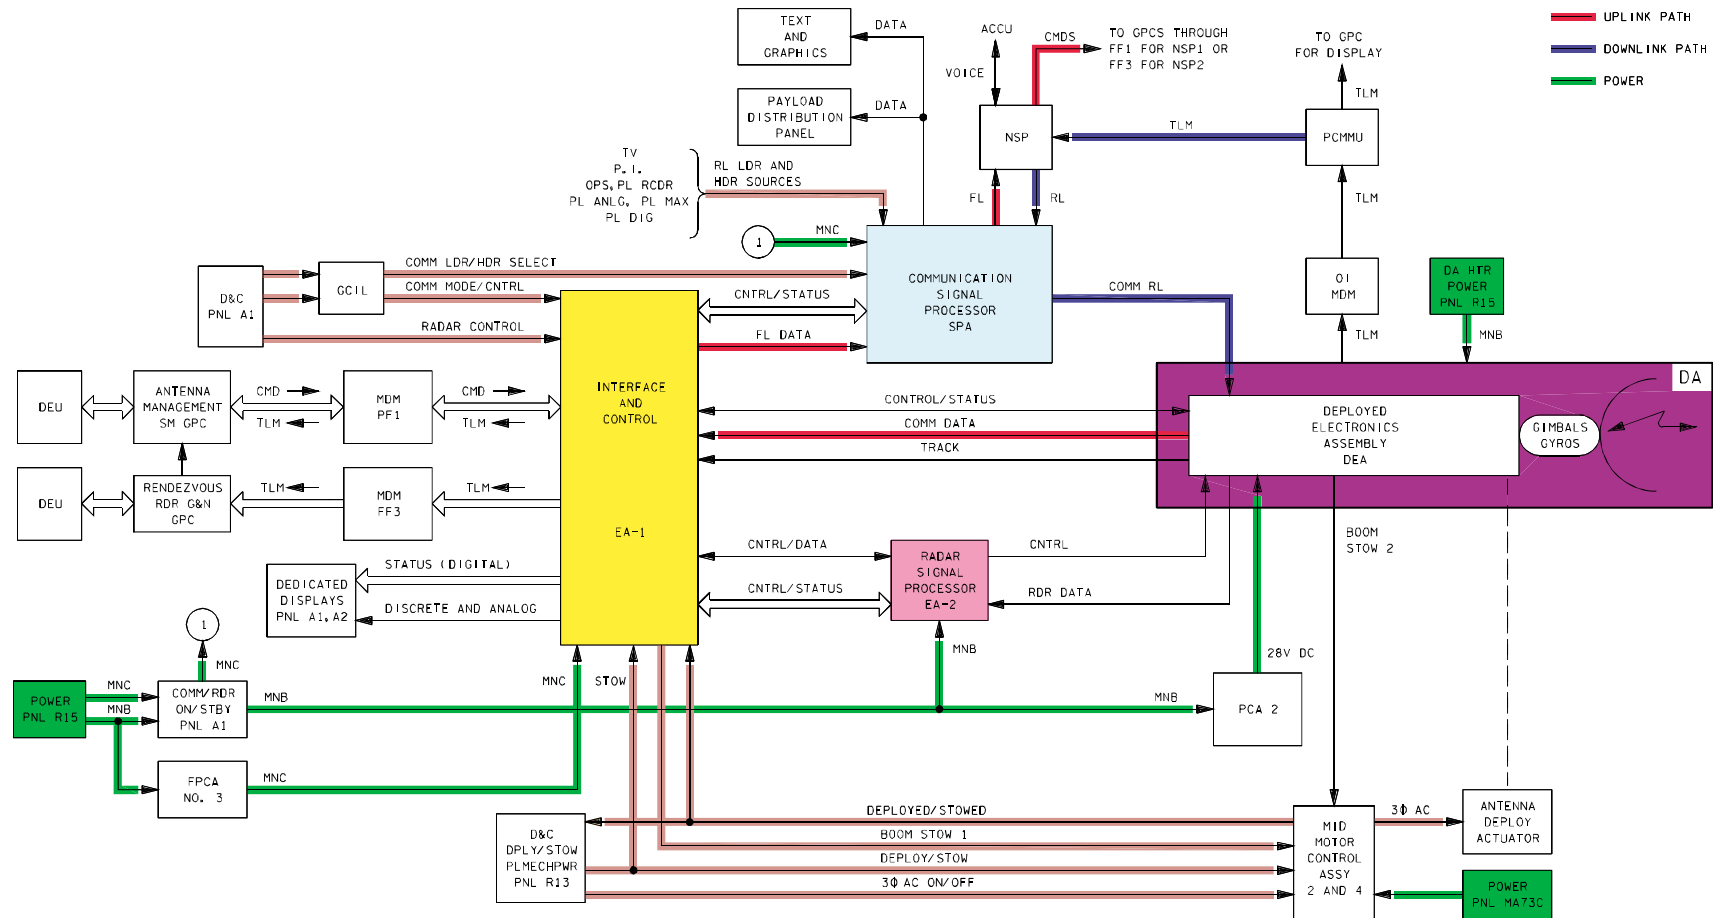 UPLINK PATH
DOWNLINK PATH
POWER
TEXT
AND
GRAPHICS
DATA
PAYLOAD
DISTRIBUTION
PANEL
DATA
ACCU
VOICE
CMDS
TO GPCS THROUGH
FF1 FOR NSP1 OR
FF3 FOR NSP2
TO GPC
FOR DISPLAY
TLM
NSP
TLM
PCMMU
TV
P.I.
OPS, PL RCDR
PL ANLG, PL MAX
PL DIG
RL LDR AND
HDR SOURCES
FL
RL
TLM
1
MNC
D&C
PNL A1
GCIL
COMM LDR/HDR SELECT
COMM MODE/CNTRL
RADAR CONTROL
CNTRL/STATUS
FL DATA
COMMUNICATION
SIGNAL
PROCESSOR
SPA
COMM RL
OI
MDM
TLM
DA HTR
POWER
PNL R15
MNB
DA
DEU
ANTENNA
MANAGEMENT
SM GPC
CMD
TLM
MDM
PF1
CMD
TLM
INTERFACE
AND
CONTROL
EA-1
CONTROL/STATUS
COMM DATA
TRACK
DEPLOYED
ELECTRONICS
ASSEMBLY
DEA
GIMBALS
GYROS
DEU
RENDEZVOUS
RDR G&N
GPC
TLM
MDM
FF3
TLM
DEDICATED
DISPLAYS
PNL A1, A2
STATUS (DIGITAL)
DISCRETE AND ANALOG
CNTRL/DATA
CNTRL/STATUS
RADAR
SIGNAL
PROCESSOR
EA-2
CNTRL
RDR DATA
BOOM
STOW 2
1
MNC
POWER
PNL R15
MNC
MNB
COMM/RDR
ON/STBY
PNL A1
MNB
MNC
STOW
MNB
MNB
28V DC
PCA 2
FPCA
NO. 3
MNC
D&C
DPLY/STOW
PLMECHPWR
PNL R13
DEPLOYED/STOWED
BOOM STOW 1
DEPLOY/STOW
3Φ AC ON/OFF
MID
MOTOR
CONTROL
ASSY
2 AND 4
3Φ AC
ANTENNA
DEPLOY
ACTUATOR
POWER
PNL MA73C